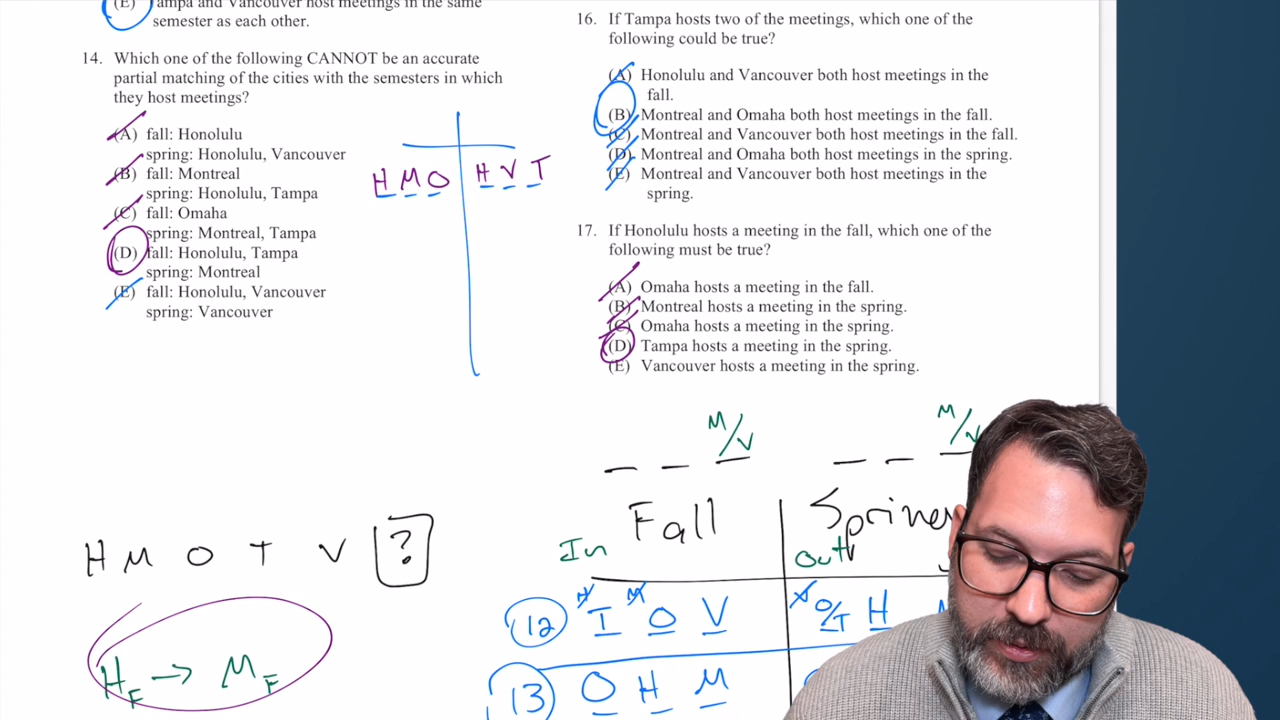 (E) Tampa and Vancouver host meetings in the same
semester as each other.
14. Which one of the following CANNOT be an accurate
partial matching of the cities with the semesters in which
they host meetings?
(A) fall: Honolulu
spring: Honolulu, Vancouver
(B) fall: Montreal
spring: Honolulu, Tampa
(C) fall: Omaha
spring: Montreal, Tampa
(D) fall: Honolulu, Tampa
spring: Montreal
(E) fall: Honolulu, Vancouver
spring: Vancouver
H M O H V T
16. If Tampa hosts two of the meetings, which one of the
following could be true?
(A) Honolulu and Vancouver both host meetings in the
fall.
(B) Montreal and Omaha both host meetings in the fall.
(C) Montreal and Vancouver both host meetings in the fall.
(D) Montreal and Omaha both host meetings in the spring.
(E) Montreal and Vancouver both host meetings in the
spring.
17. If Honolulu hosts a meeting in the fall, which one of the
following must be true?
(A) Omaha hosts a meeting in the fall.
(B) Montreal hosts a meeting in the spring.
(C) Omaha hosts a meeting in the spring.
(D) Tampa hosts a meeting in the spring.
(E) Vancouver hosts a meeting in the spring.
M/V M/V
Fall Spring
In Out
H M O T V ?
H F → M F
12 T O V O/T H
13 O H M